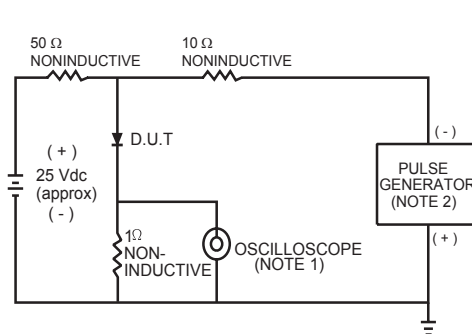 50 Ω
NONINDUCTIVE
10 Ω
NONINDUCTIVE
( + )
25 Vdc
(approx)
( - )
D.U.T
1Ω
NON-
INDUCTIVE
OSCILLOSCOPE
(NOTE 1)
( - )
PULSE
GENERATOR
(NOTE 2)
( + )